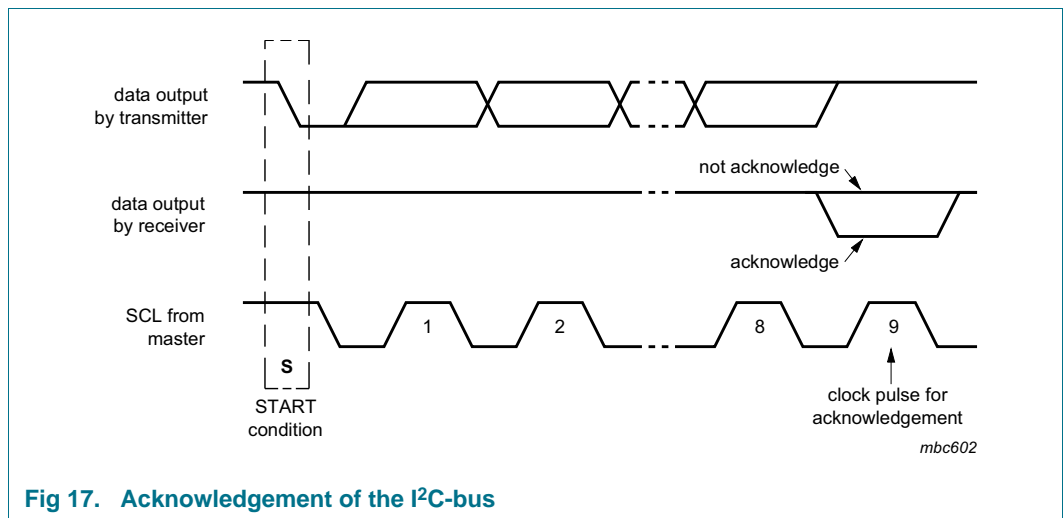 data output
by transmitter
not acknowledge
data output
by receiver
acknowledge
SCL from
master
1
2
8
9
S
START
condition
clock pulse for
acknowledgement
mbc602
Fig 17. Acknowledgement of the I²C-bus